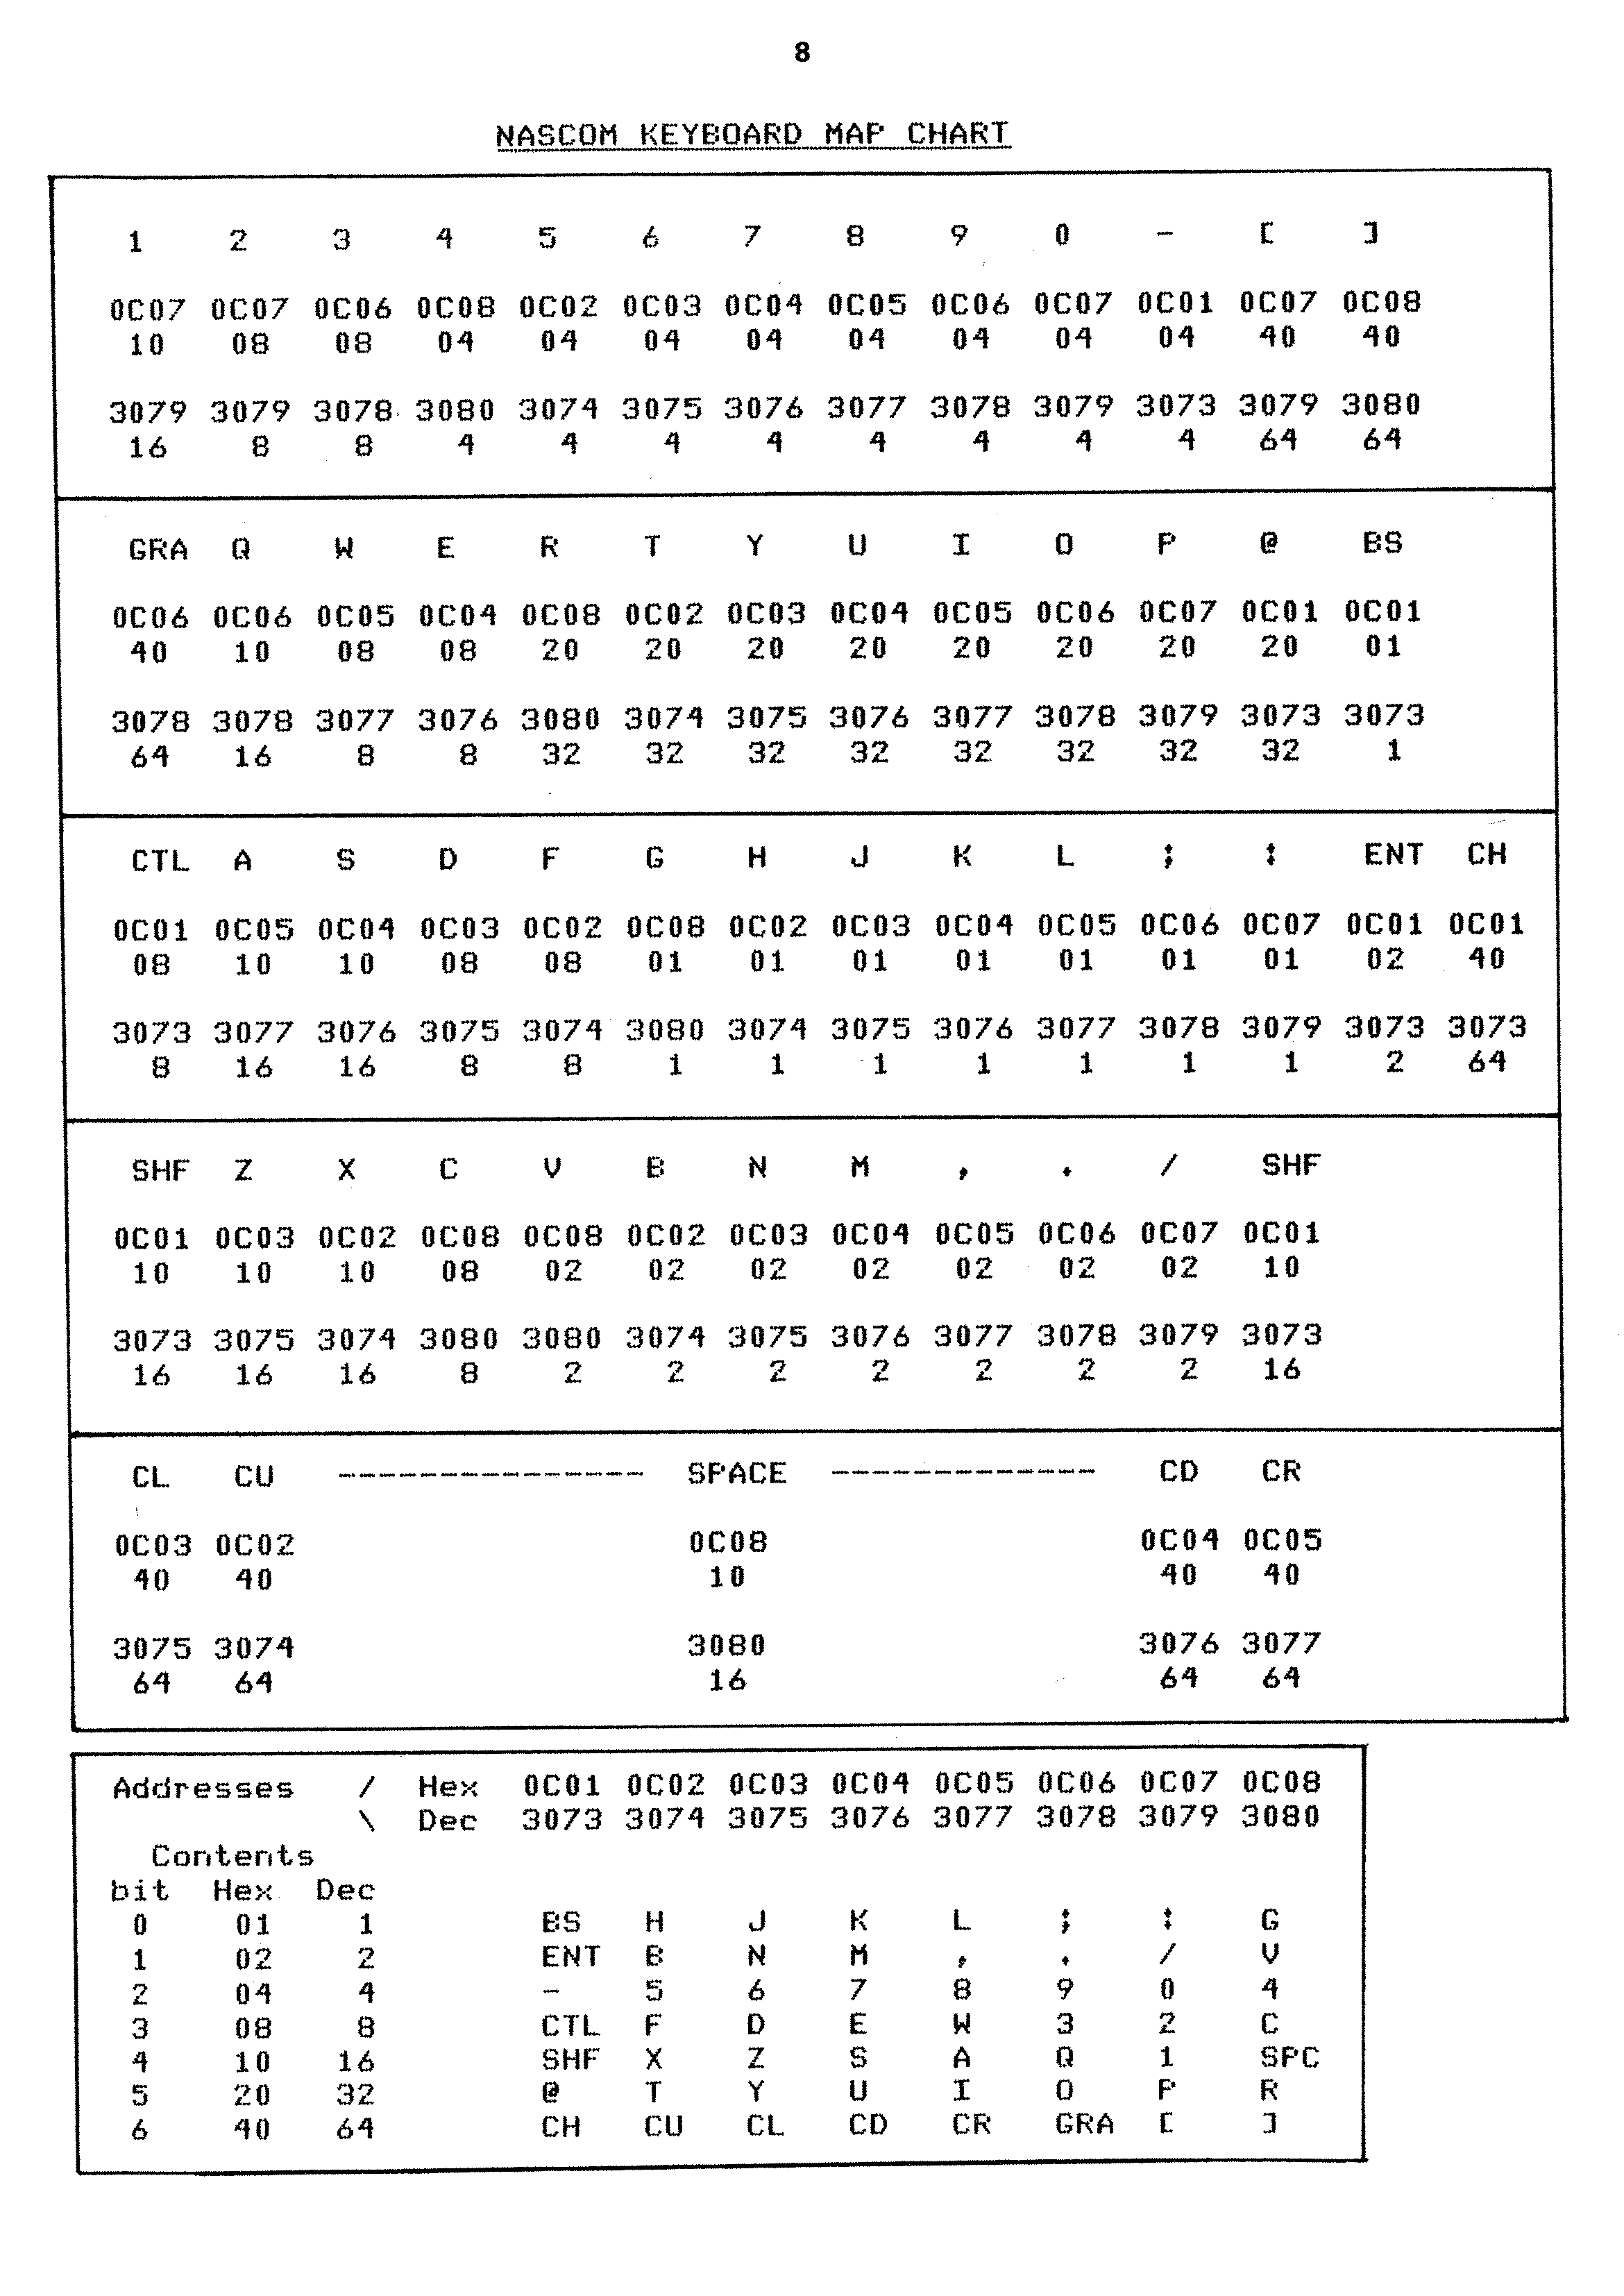 8
NASCOM KEYBOARD MAP CHART
1 2 3 4 5 6 7 8 9 0 - [ ]
0C07 0C07 0C06 0C08 0C02 0C03 0C04 0C05 0C06 0C07 0C01 0C07 0C08
10 08 08 04 04 04 04 04 04 04 04 40 40
3079 3079 3078 3080 3074 3075 3076 3077 3078 3079 3073 3079 3080
16 8 8 4 4 4 4 4 4 4 4 64 64
GRA Q W E R T Y U I O P @ BS
0C06 0C06 0C05 0C04 0C08 0C02 0C03 0C04 0C05 0C06 0C07 0C01 0C01
40 10 08 08 20 20 20 20 20 20 20 20 01
3078 3078 3077 3076 3080 3074 3075 3076 3077 3078 3079 3073 3073
64 16 8 8 32 32 32 32 32 32 32 32 1
CTL A S D F G H J K L ; : ENT CH
0C01 0C05 0C04 0C03 0C02 0C08 0C02 0C03 0C04 0C05 0C06 0C07 0C01 0C01
08 10 10 08 08 01 01 01 01 01 01 01 02 40
3073 3077 3076 3075 3074 3080 3074 3075 3076 3077 3078 3079 3073 3073
8 16 16 8 8 1 1 1 1 1 1 1 2 64
SHF Z X C V B N M , . / SHF
0C01 0C03 0C02 0C08 0C08 0C02 0C03 0C04 0C05 0C06 0C07 0C01
10 10 10 08 02 02 02 02 02 02 02 10
3073 3075 3074 3080 3080 3074 3075 3076 3077 3078 3079 3073
16 16 16 8 2 2 2 2 2 2 2 16
CL CU --------------- SPACE ------------- CD CR
0C03 0C02 0C08 0C04 0C05
40 40 10 40 40
3075 3074 3080 3076 3077
64 64 16 64 64
Addresses / Hex 0C01 0C02 0C03 0C04 0C05 0C06 0C07 0C08
\ Dec 3073 3074 3075 3076 3077 3078 3079 3080
Contents
bit Hex Dec
0 01 1 BS H J K L ; : G
1 02 2 ENT B N M , . / V
2 04 4 - 5 6 7 8 9 0 4
3 08 8 CTL F D E W 3 2 C
4 10 16 SHF X Z S A Q 1 SPC
5 20 32 @ T Y U I O P R
6 40 64 CH CU CL CD CR GRA [ ]